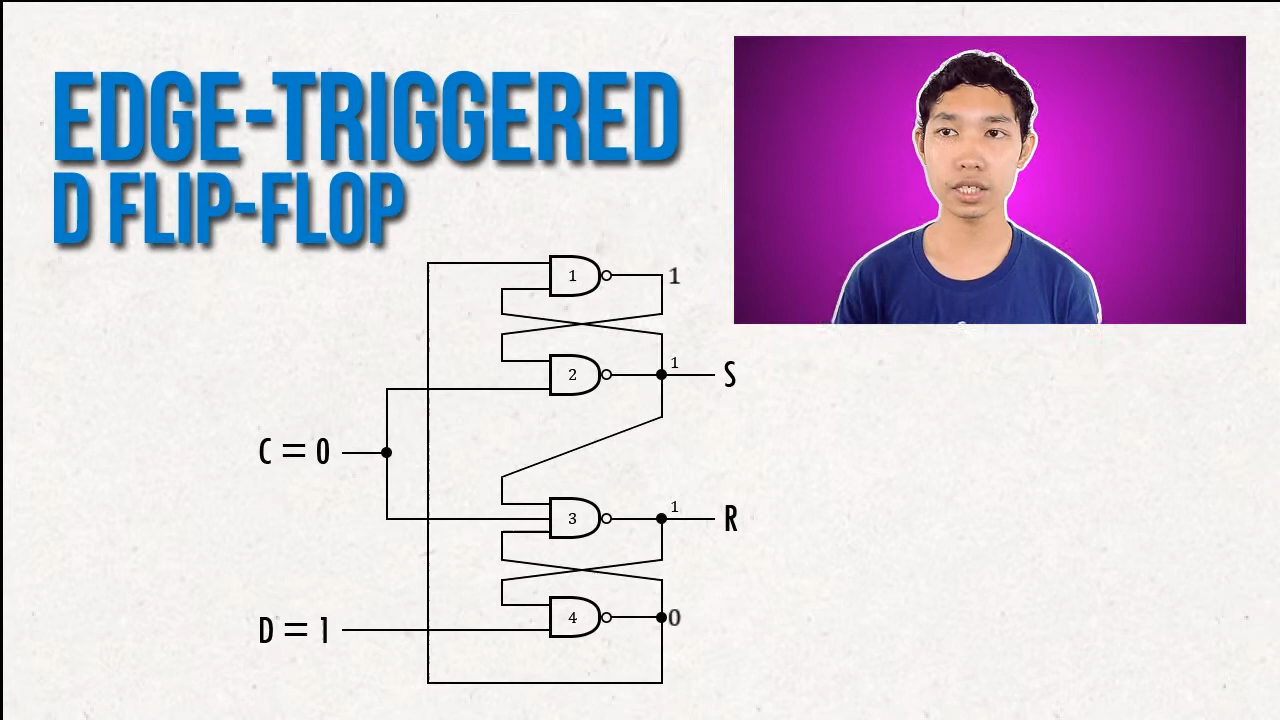 EDGE-TRIGGERED
D FLIP-FLOP
1
1
1
S
2
C = 0
1
R
3
4
0
D = 1